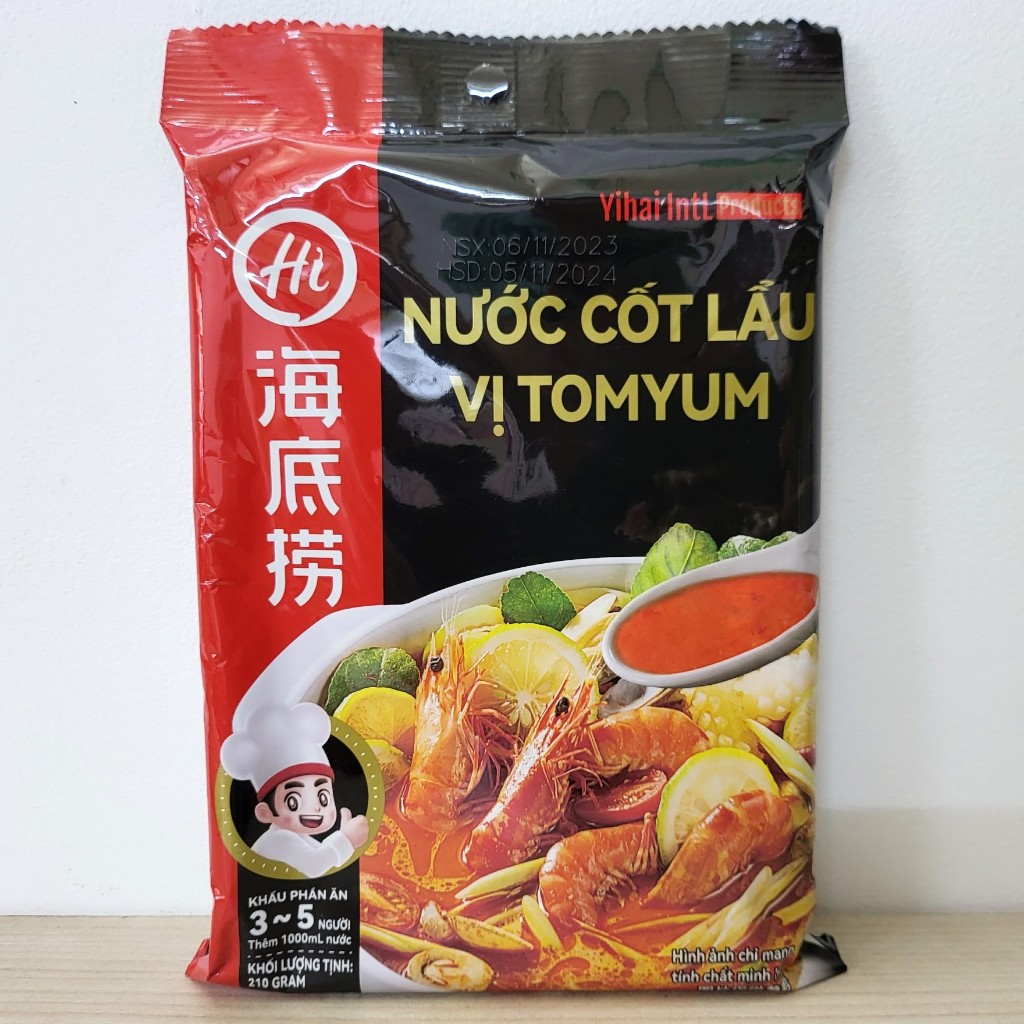 Yihai IntL Products
NSX:06/11/2023
HSD:05/11/2024
Hi
海底捞
NƯỚC CỐT LẨU
VỊ TOMYUM
KHẨU PHẦN ĂN
3~5 NGƯỜI
Thêm 1000mL nước
KHỐI LƯỢNG TỊNH:
210 GRAM
Hình ảnh chỉ mang
tính chất minh